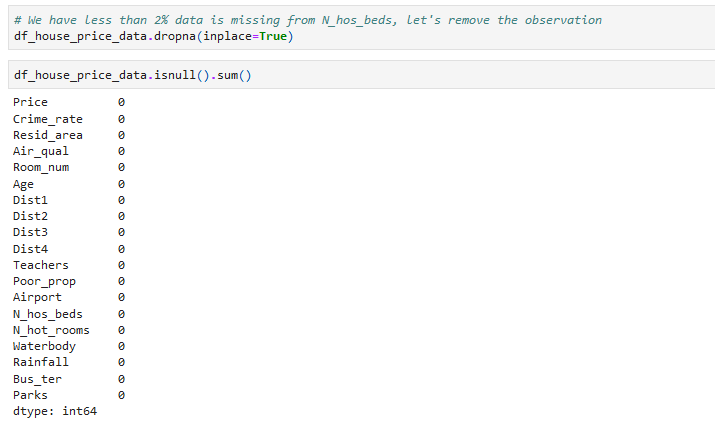 # We have less than 2% data is missing from N_hos_beds, let's remove the observation
df_house_price_data.dropna(inplace=True)
df_house_price_data.isnull().sum()
Price 0
Crime_rate 0
Resid_area 0
Air_qual 0
Room_num 0
Age 0
Dist1 0
Dist2 0
Dist3 0
Dist4 0
Teachers 0
Poor_prop 0
Airport 0
N_hos_beds 0
N_hot_rooms 0
Waterbody 0
Rainfall 0
Bus_ter 0
Parks 0
dtype: int64